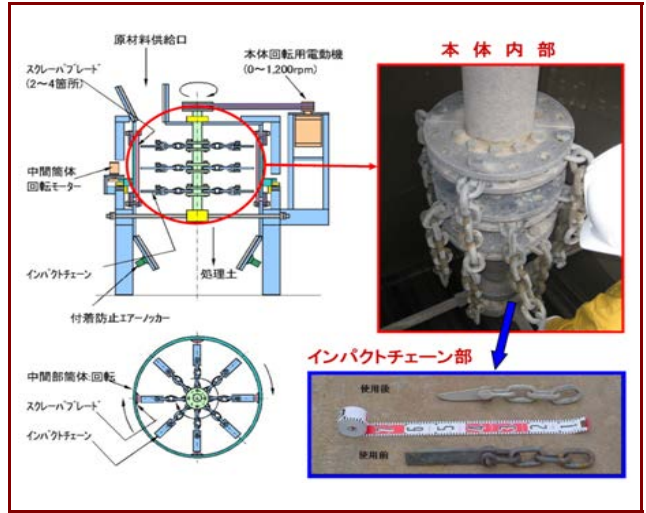 原材料供給口
スクレーパプレート
(2～4箇所)
本体回転用電動機
(0～1,200rpm)
中間筒体
回転モーター
インパクトチェーン
処理土
付着防止エアーノッカー
中間部筒体:回転
スクレーパプレート
インパクトチェーン
本体内部
インパクトチェーン部
使用後
使用前